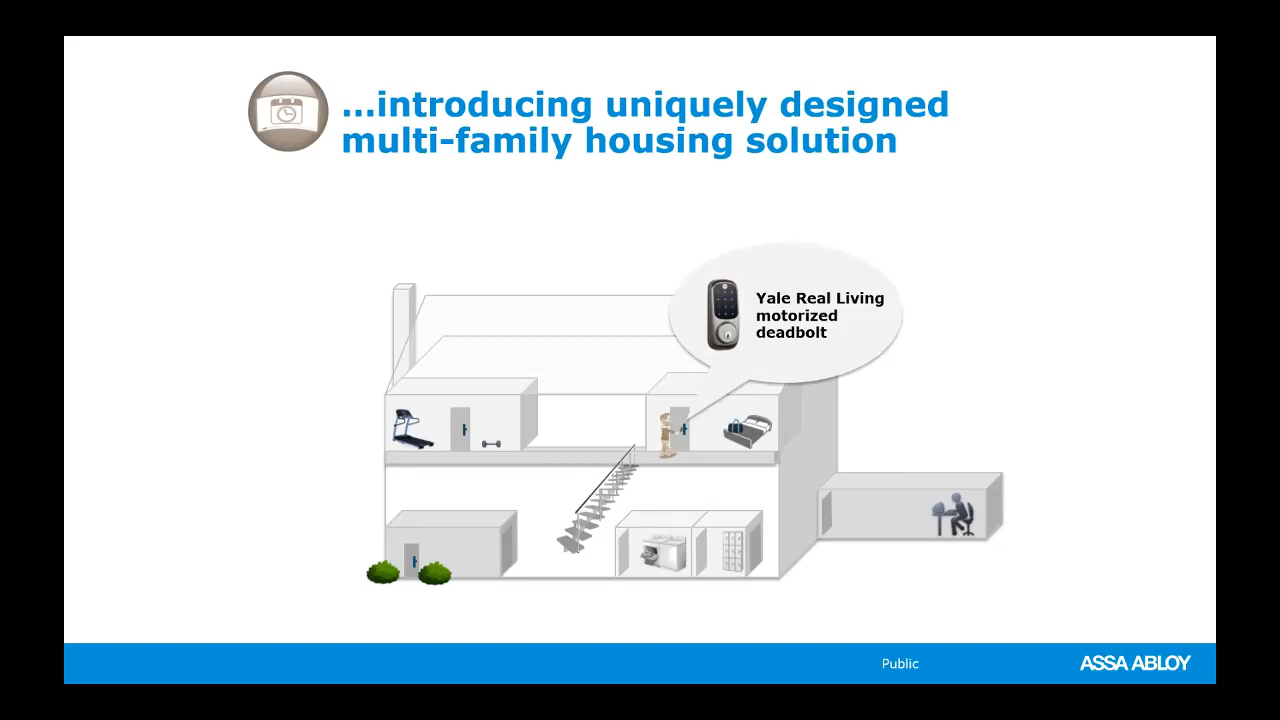 ...introducing uniquely designed
multi-family housing solution
Yale Real Living
motorized
deadbolt
Public
ASSA ABLOY